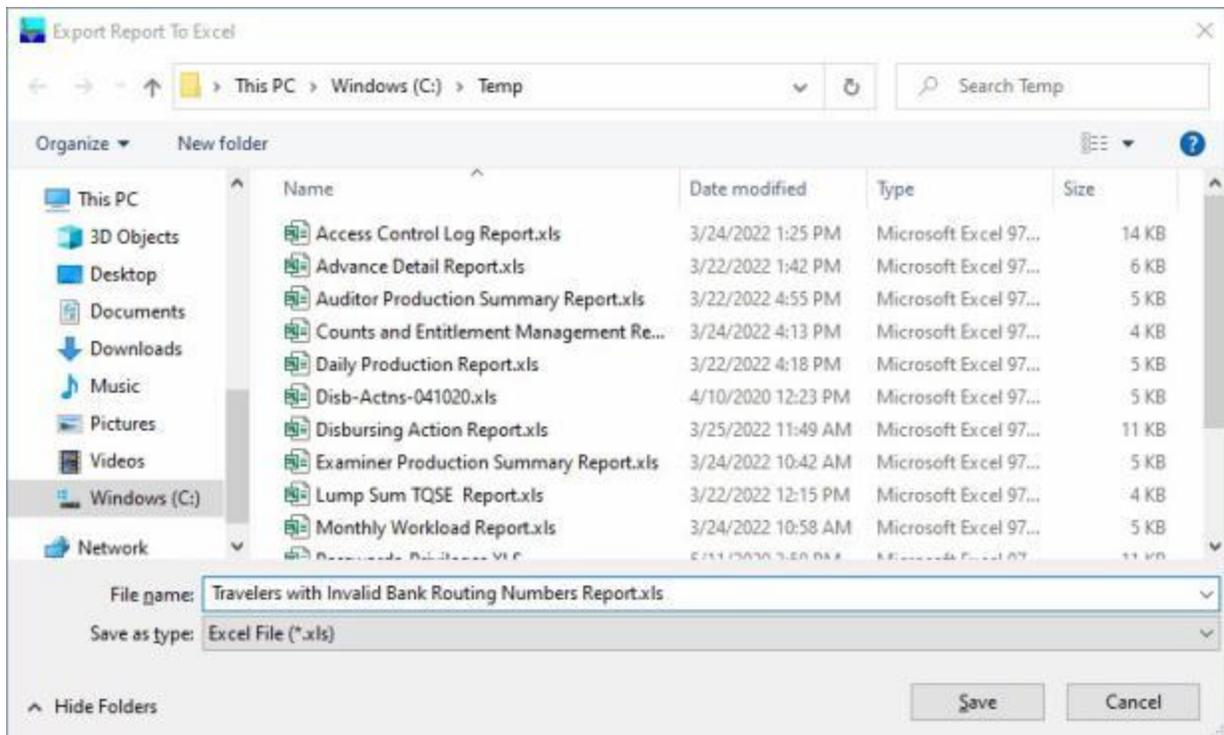 Export Report To Excel
This PC > Windows (C:) > Temp
Search Temp
Organize
New folder
Name Date modified Type Size
This PC
3D Objects
Desktop
Documents
Downloads
Music
Pictures
Videos
Windows (C:)
Network
Access Control Log Report.xls 3/24/2022 1:25 PM Microsoft Excel 97... 14 KB
Advance Detail Report.xls 3/22/2022 1:42 PM Microsoft Excel 97... 6 KB
Auditor Production Summary Report.xls 3/22/2022 4:55 PM Microsoft Excel 97... 5 KB
Counts and Entitlement Management Re... 3/24/2022 4:13 PM Microsoft Excel 97... 4 KB
Daily Production Report.xls 3/22/2022 4:18 PM Microsoft Excel 97... 5 KB
Disb-Actns-041020.xls 4/10/2020 12:23 PM Microsoft Excel 97... 5 KB
Disbursing Action Report.xls 3/25/2022 11:49 AM Microsoft Excel 97... 11 KB
Examiner Production Summary Report.xls 3/24/2022 10:42 AM Microsoft Excel 97... 5 KB
Lump Sum TQSE Report.xls 3/22/2022 12:15 PM Microsoft Excel 97... 4 KB
Monthly Workload Report.xls 3/24/2022 10:58 AM Microsoft Excel 97... 5 KB
File name: Travelers with Invalid Bank Routing Numbers Report.xls
Save as type: Excel File (*.xls)
Hide Folders
Save
Cancel